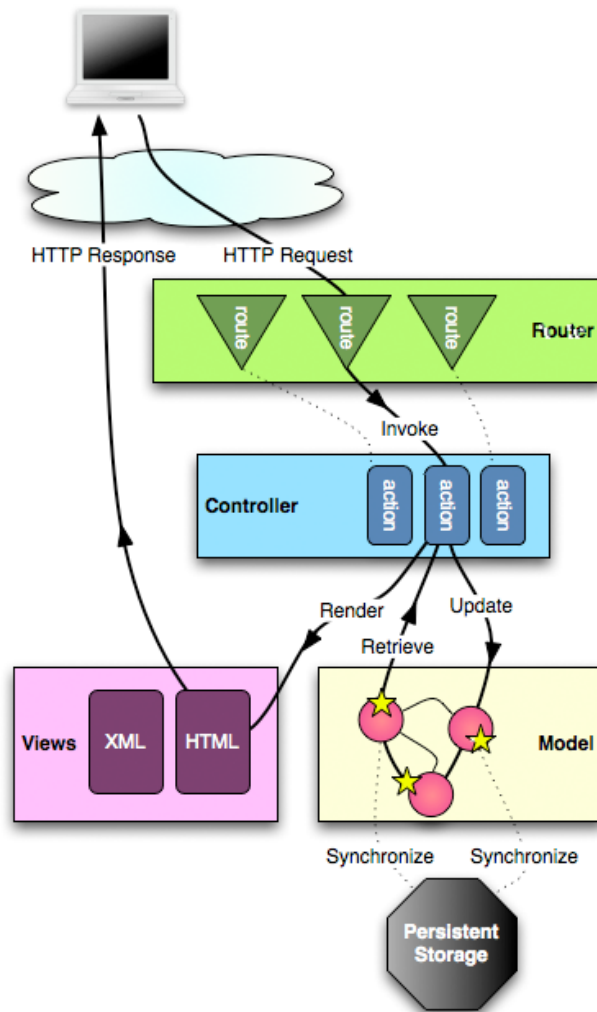 HTTP Response
HTTP Request
route
route
route
Router
Invoke
Controller
action
action
action
Render
Update
Retrieve
Views
XML
HTML
Model
Synchronize
Synchronize
Persistent
Storage